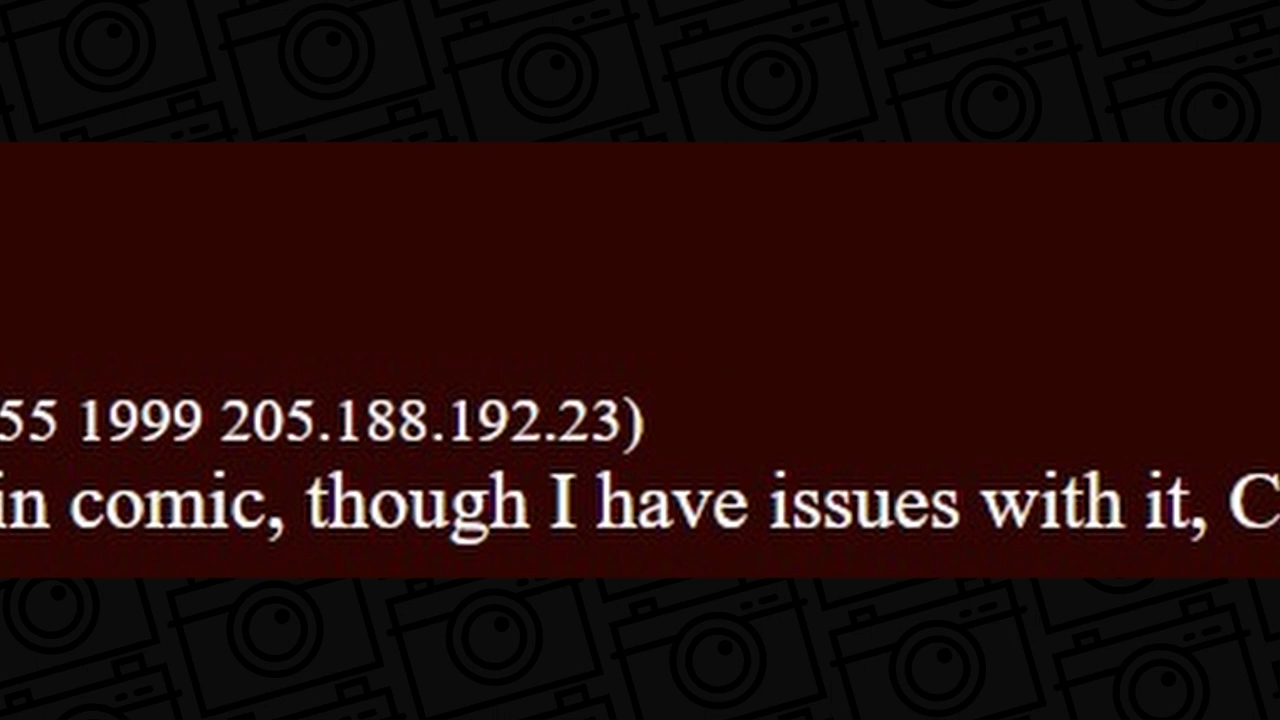 55 1999 205.188.192.23)
in comic, though I have issues with it, C